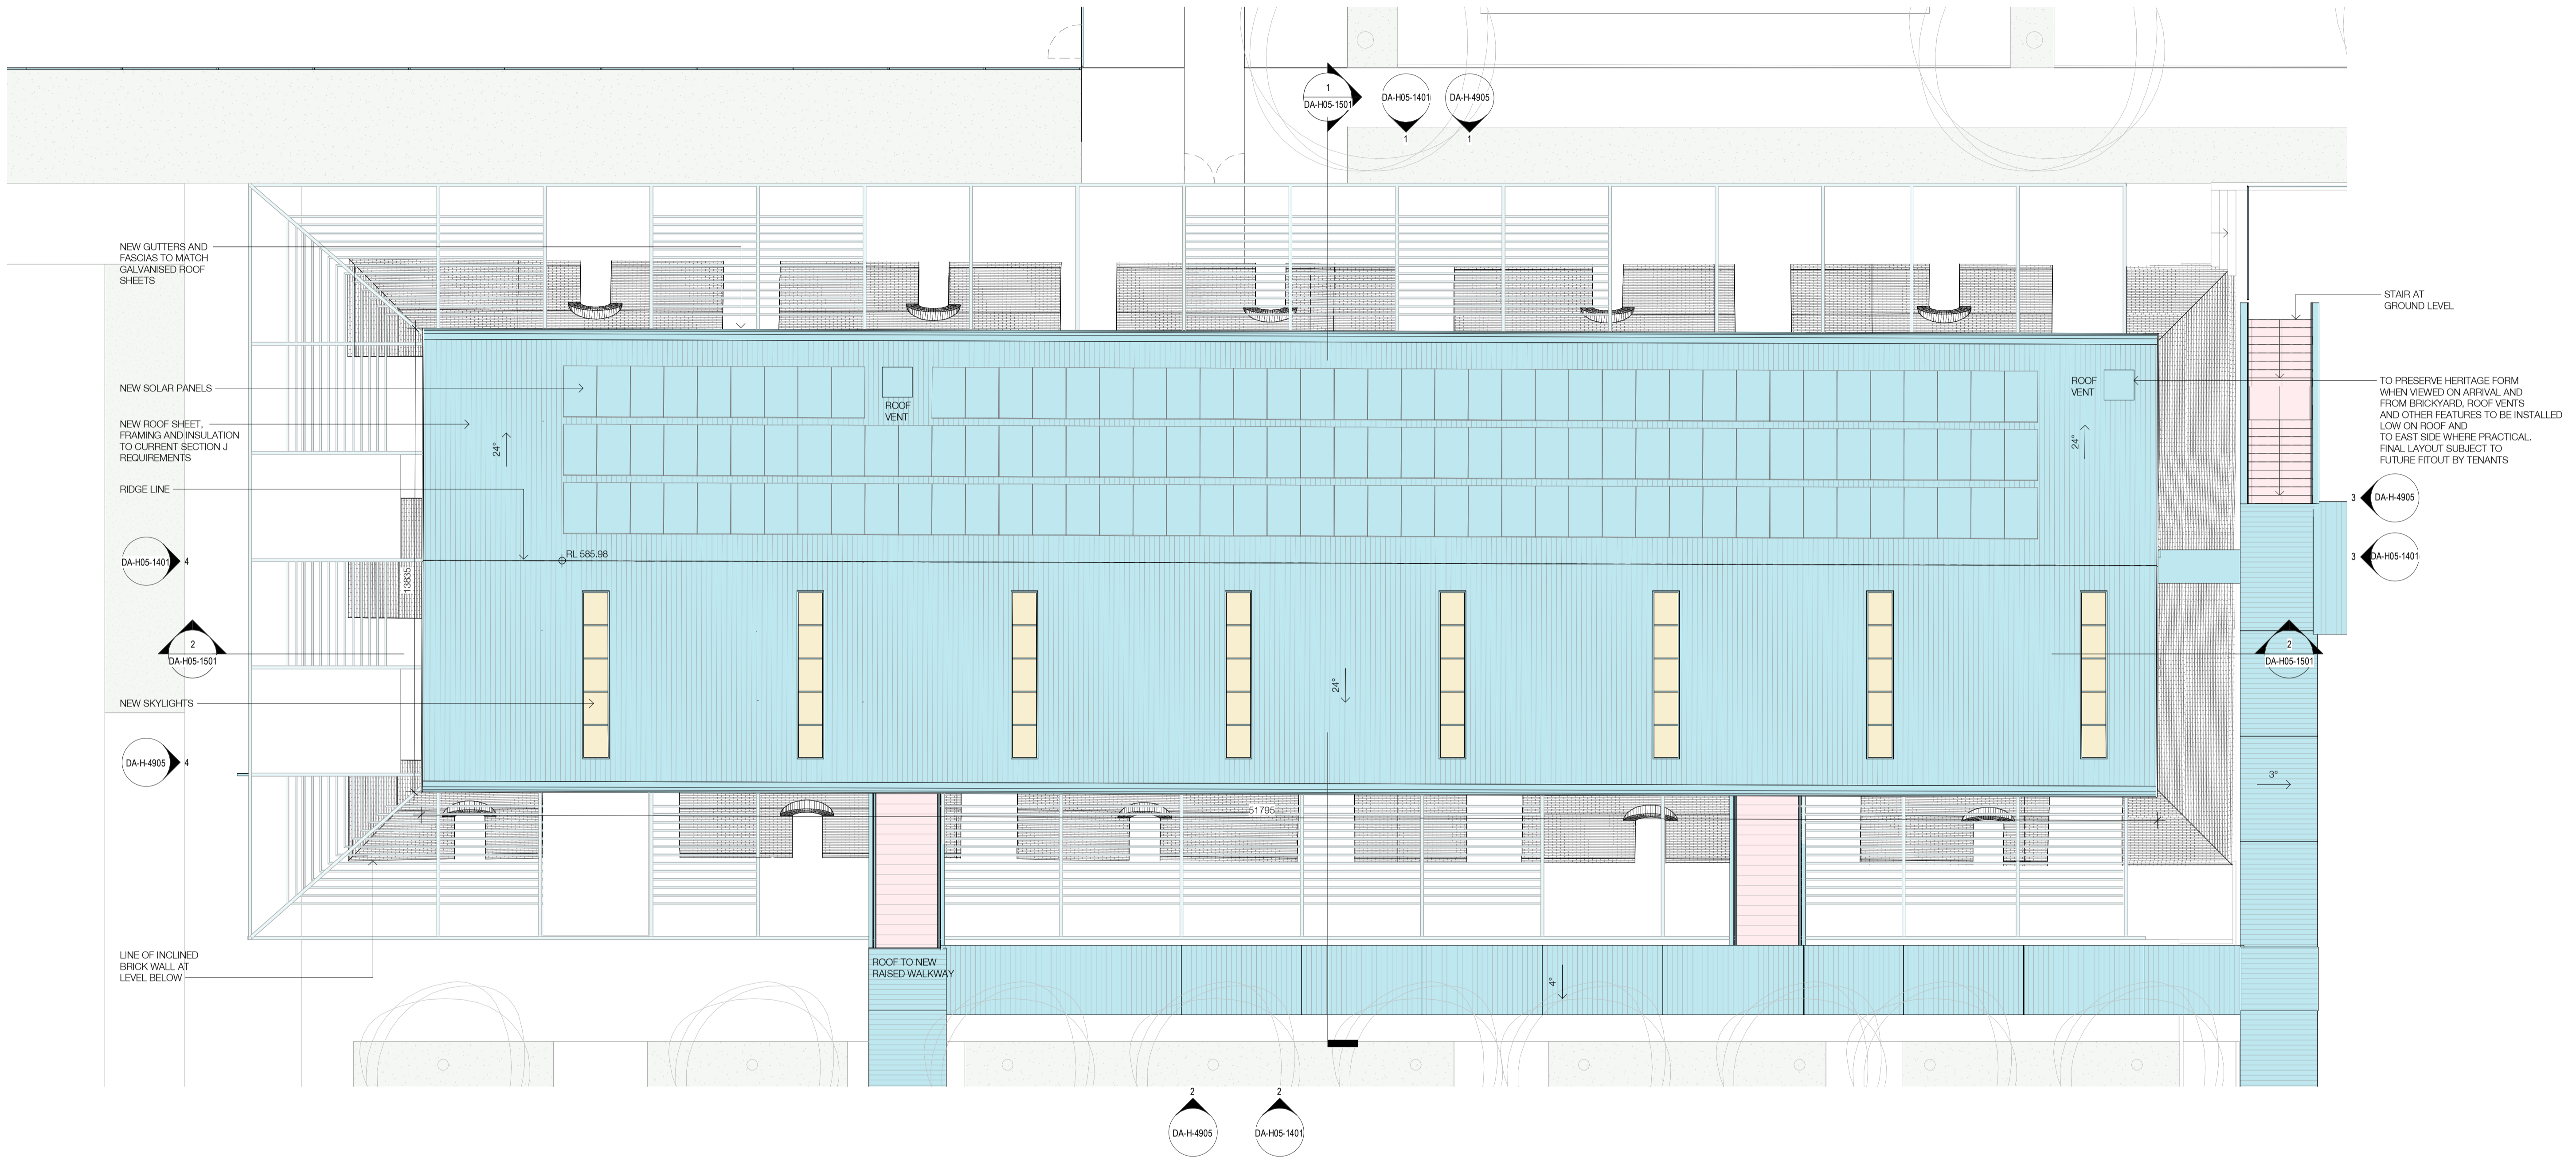 1
DA-H05-1501
DA-H05-1401
1
DA-H-4905
1
NEW GUTTERS AND
FASCIAS TO MATCH
GALVANISED ROOF
SHEETS
STAIR AT
GROUND LEVEL
NEW SOLAR PANELS
ROOF
VENT
ROOF
VENT
TO PRESERVE HERITAGE FORM
WHEN VIEWED ON ARRIVAL AND
FROM BRICKYARD, ROOF VENTS
AND OTHER FEATURES TO BE INSTALLED
LOW ON ROOF AND
TO EAST SIDE WHERE PRACTICAL.
FINAL LAYOUT SUBJECT TO
FUTURE FITOUT BY TENANTS
NEW ROOF SHEET,
FRAMING AND INSULATION
TO CURRENT SECTION J
REQUIREMENTS
24°
24°
RIDGE LINE
3
DA-H-4905
RL 585.98
DA-H05-1401
4
13835
3
DA-H05-1401
2
DA-H05-1501
2
DA-H05-1501
24°
NEW SKYLIGHTS
DA-H-4905
4
3°
51795
LINE OF INCLINED
BRICK WALL AT
LEVEL BELOW
ROOF TO NEW
RAISED WALKWAY
4°
2
DA-H-4905
2
DA-H05-1401